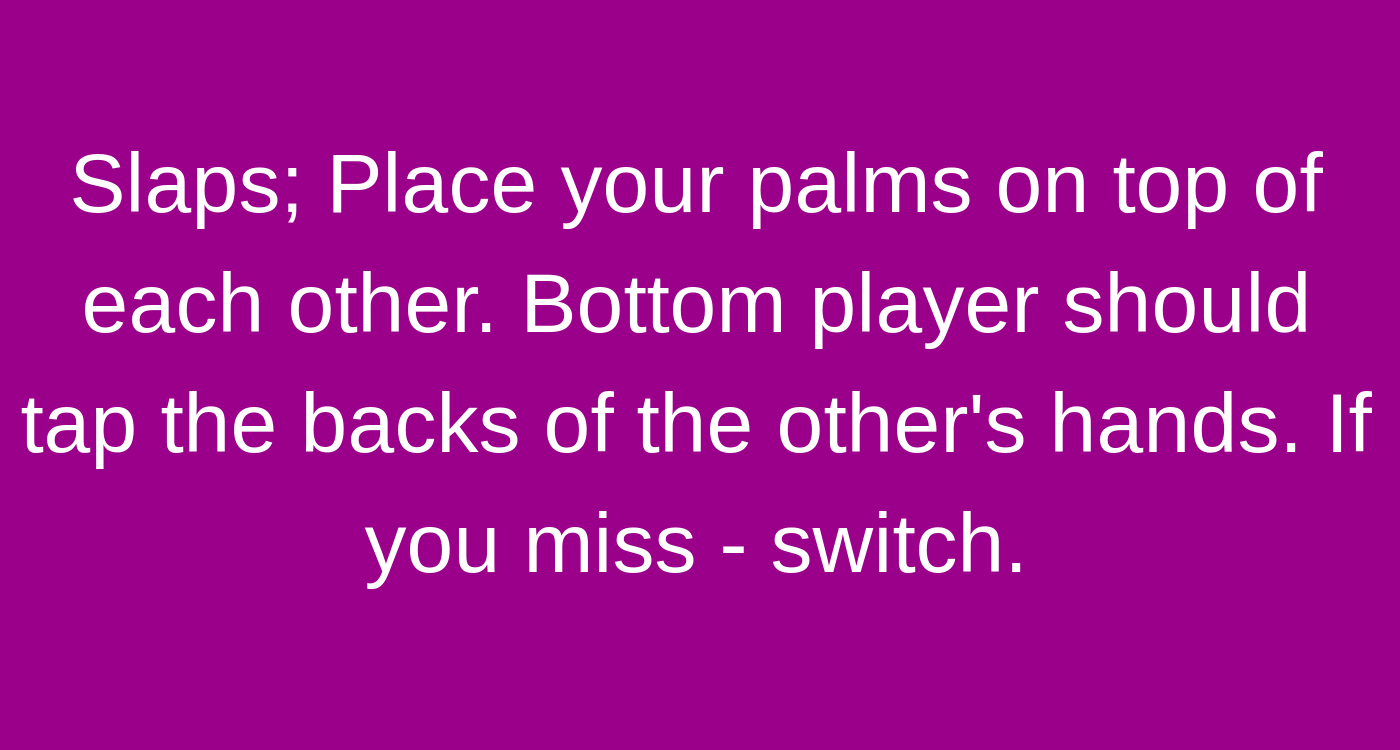 Slaps; Place your palms on top of
each other. Bottom player should
tap the backs of the other's hands. If
you miss - switch.